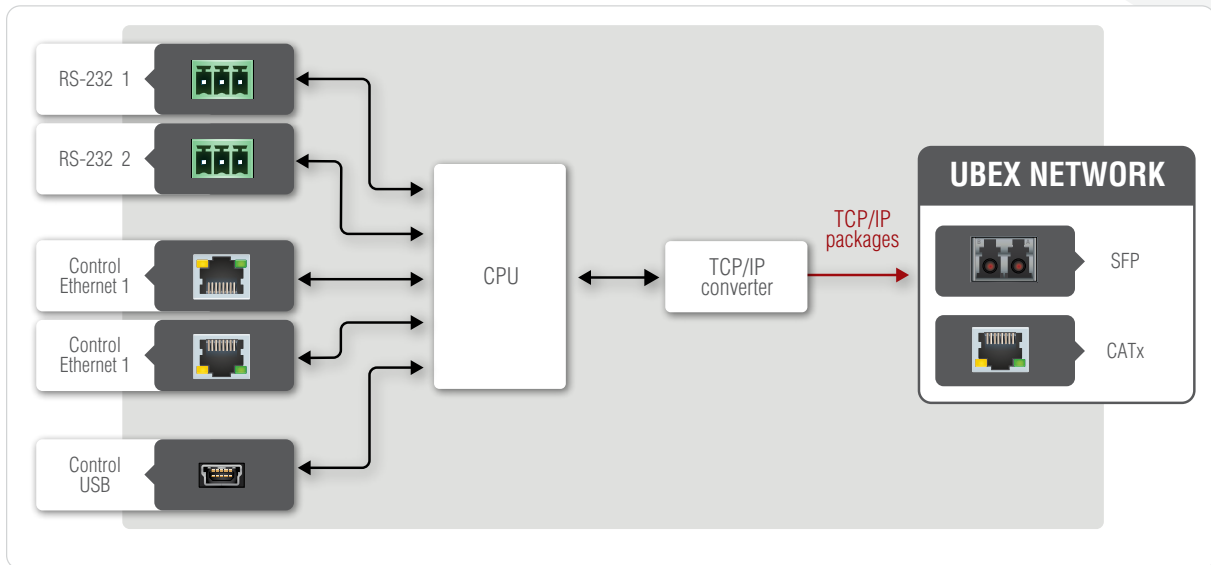 RS-232 1
RS-232 2
Control
Ethernet 1
Control
Ethernet 1
Control
USB
CPU
TCP/IP
converter
TCP/IP
packages
UBEX NETWORK
SFP
CATx